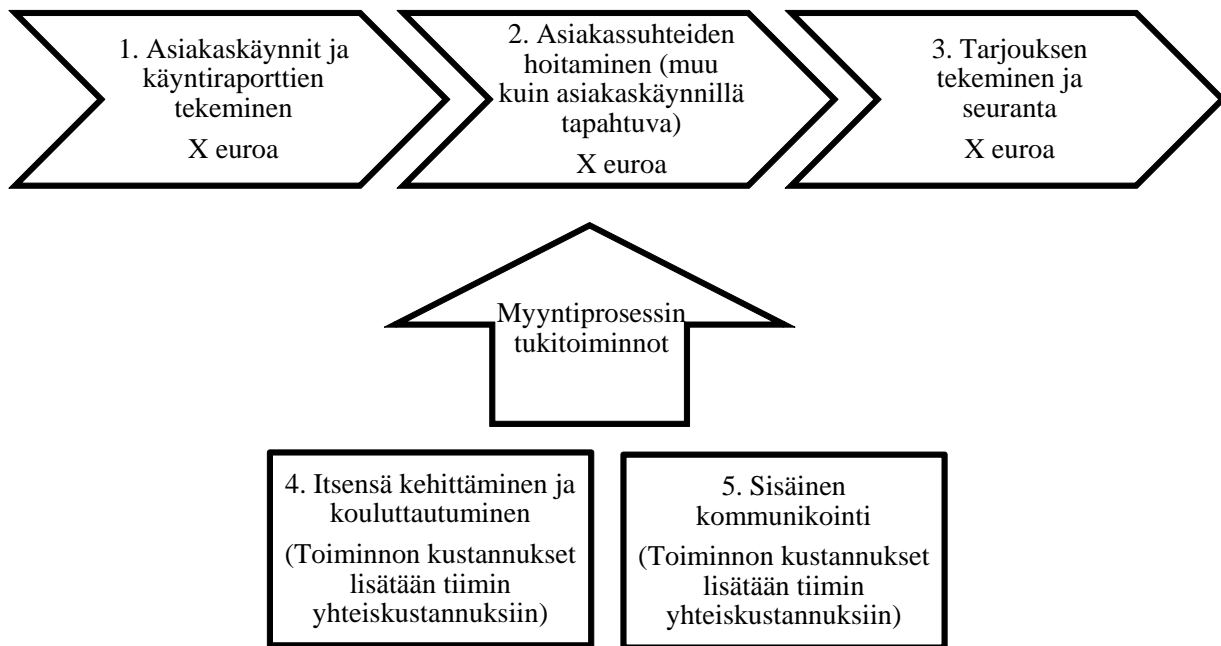 1. Asiakaskäynnit ja
käyntiraporttien
tekeminen
X euroa
2. Asiakassuhteiden
hoitaminen (muu
kuin asiakaskäynnillä
tapahtuva)
X euroa
3. Tarjouksen
tekeminen ja
seuranta
X euroa
Myyntiprosessin
tukitoiminnot
4. Itsensä kehittäminen ja
kouluttautuminen
(Toiminnon kustannukset
lisätään tiimin
yhteiskustannuksiin)
5. Sisäinen
kommunikointi
(Toiminnon kustannukset
lisätään tiimin
yhteiskustannuksiin)